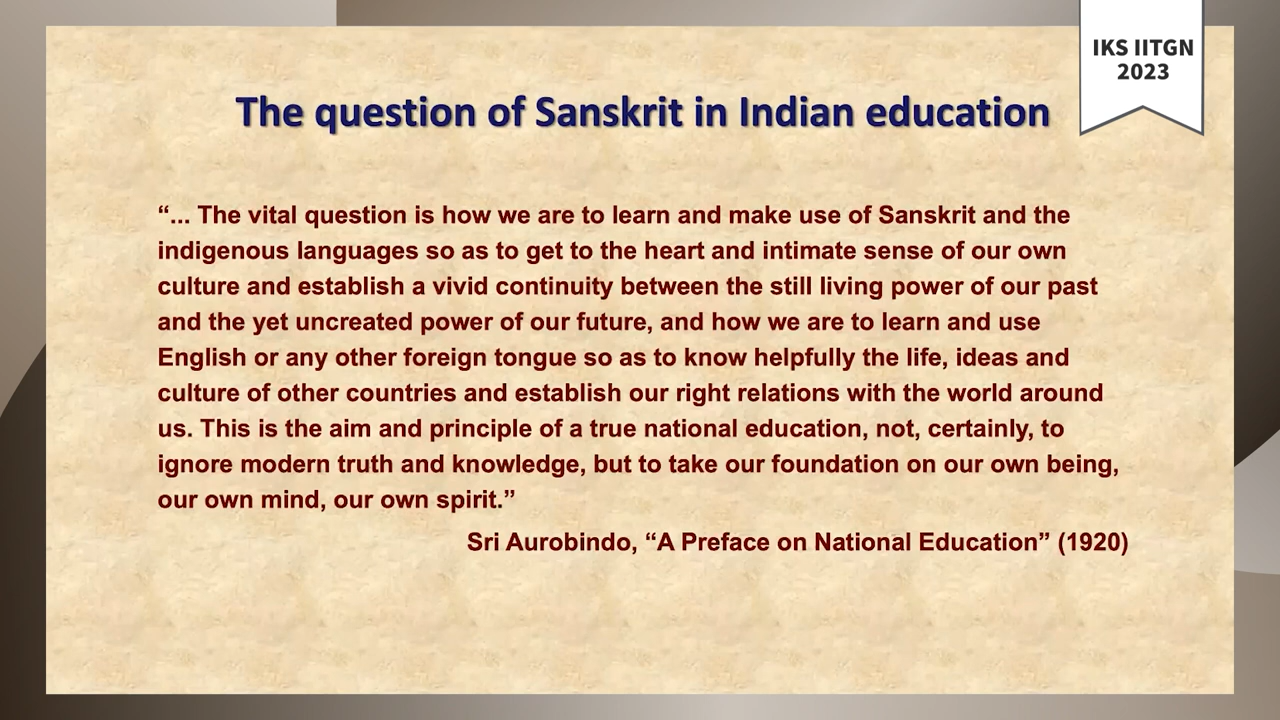 IKS IITGN
2023
The question of Sanskrit in Indian education
“... The vital question is how we are to learn and make use of Sanskrit and the
indigenous languages so as to get to the heart and intimate sense of our own
culture and establish a vivid continuity between the still living power of our past
and the yet uncreated power of our future, and how we are to learn and use
English or any other foreign tongue so as to know helpfully the life, ideas and
culture of other countries and establish our right relations with the world around
us. This is the aim and principle of a true national education, not, certainly, to
ignore modern truth and knowledge, but to take our foundation on our own being,
our own mind, our own spirit.”
Sri Aurobindo, “A Preface on National Education” (1920)